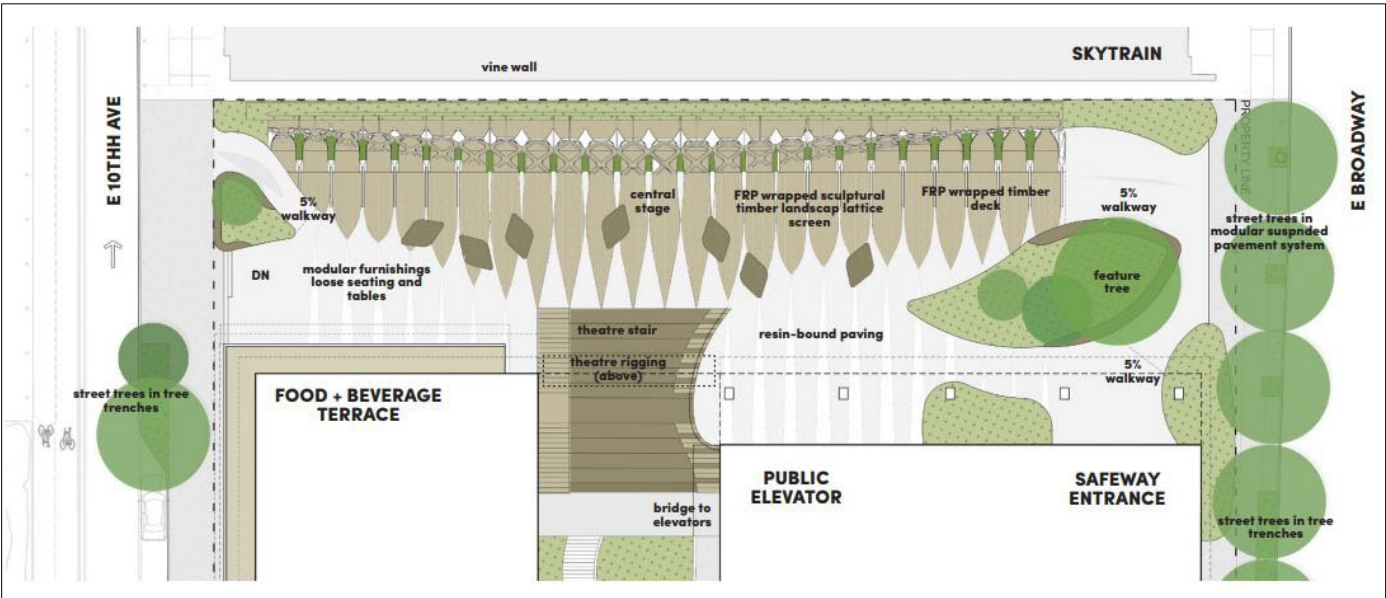 SKYTRAIN
vine wall
E 10THH AVE
E BROADWAY
PROPERTY LINE
5%
walkway
central
stage
FRP wrapped sculptural
timber landscap lattice
screen
FRP wrapped timber
deck
5%
walkway
street trees in
modular suspnded
pavement system
DN
modular furnishings
loose seating and
tables
feature
tree
theatre stair
resin-bound paving
theatre rigging
(above)
5%
walkway
street trees in tree
trenches
FOOD + BEVERAGE
TERRACE
PUBLIC
ELEVATOR
SAFEWAY
ENTRANCE
bridge to
elevators
street trees in tree
trenches